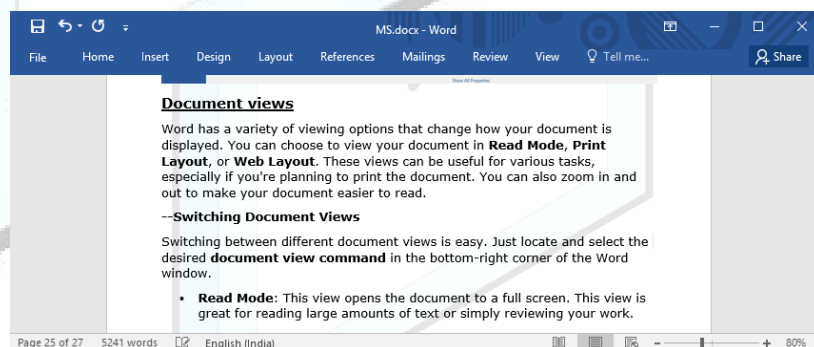 MS.docx - Word
File Home Insert Design Layout References Mailings Review View Tell me... Share
Show All Properties
Document views
Word has a variety of viewing options that change how your document is
displayed. You can choose to view your document in Read Mode, Print
Layout, or Web Layout. These views can be useful for various tasks,
especially if you're planning to print the document. You can also zoom in and
out to make your document easier to read.
--Switching Document Views
Switching between different document views is easy. Just locate and select the
desired document view command in the bottom-right corner of the Word
window.
• Read Mode: This view opens the document to a full screen. This view is
great for reading large amounts of text or simply reviewing your work.
Page 25 of 27 5241 words English (India) 80%